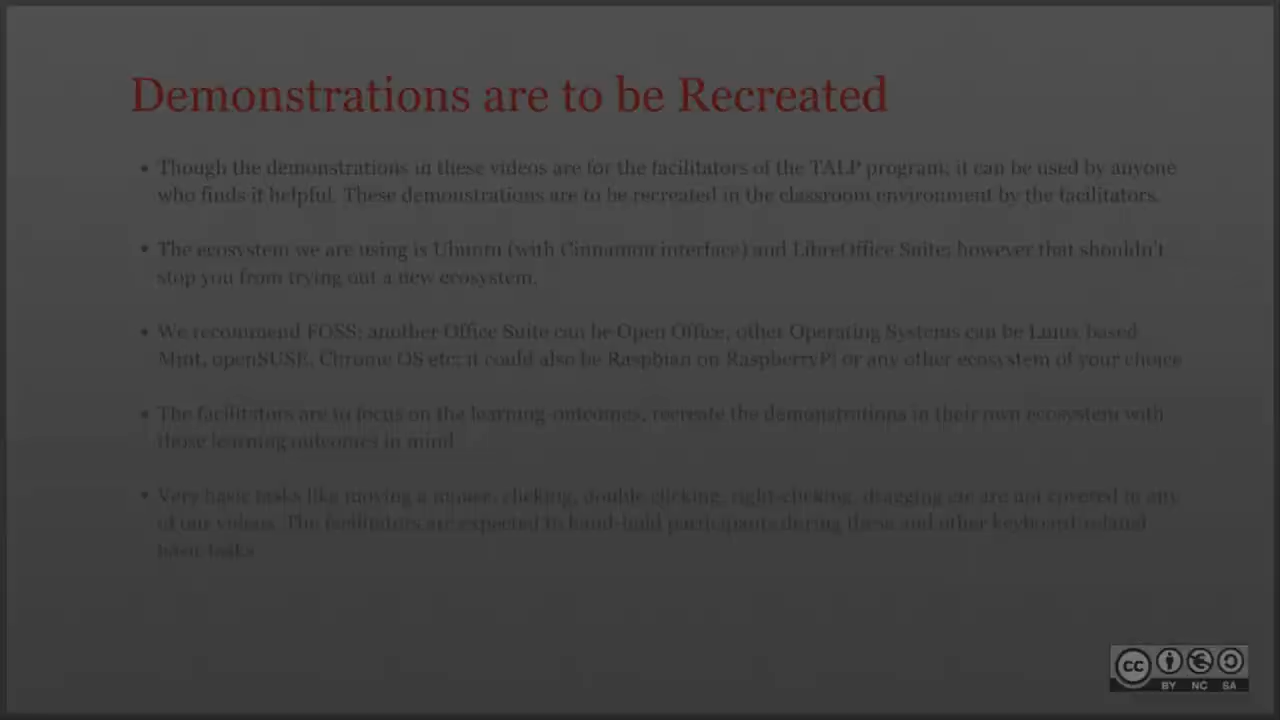 Demonstrations are to be Recreated
• Though the demonstrations in these videos are for the facilitators of the TALP program; it can be used by anyone
who finds it helpful. These demonstrations are to be recreated in the classroom environment by the facilitators.
• The ecosystem we are using is Ubuntu (with Cinnamon interface) and LibreOffice Suite; however that shouldn't
stop you from trying out a new ecosystem.
• We recommend FOSS; another Office Suite can be Open Office, other Operating Systems can be Linux based
Mint, openSUSE, Chrome OS etc; it could also be Raspbian on RaspberryPi or any other ecosystem of your choice
• The facilitators are to focus on the learning-outcomes, recreate the demonstrations in their own ecosystem with
those learning outcomes in mind
• Very basic tasks like moving a mouse, clicking, double clicking, right-clicking, dragging etc are not covered in any
of our videos. The facilitators are expected to hand-hold participants during these and other keyboard related
basic tasks
cc BY NC SA